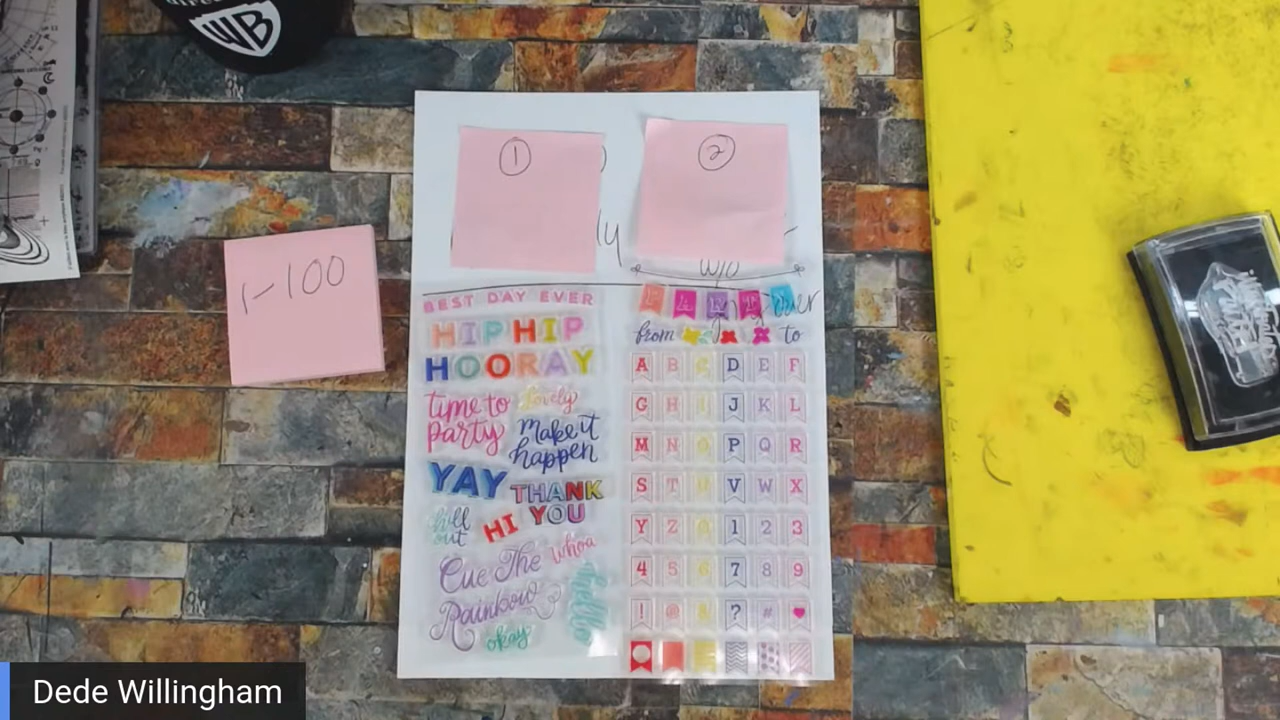 WB
1
2
1-100
ly
w/o
BEST DAY EVER
HIP HIP
HOORAY
time to
party
lovely
make it
happen
YAY
THANK
YOU
chill
out
HI
Cue The
Rainbow
whoa
hello
okay
from
to
A B C D E F
G H I J K L
M N O P Q R
S T U V W X
Y Z 1 2 3
4 5 6 7 8 9
! @ & ? # ♥
Dede Willingham